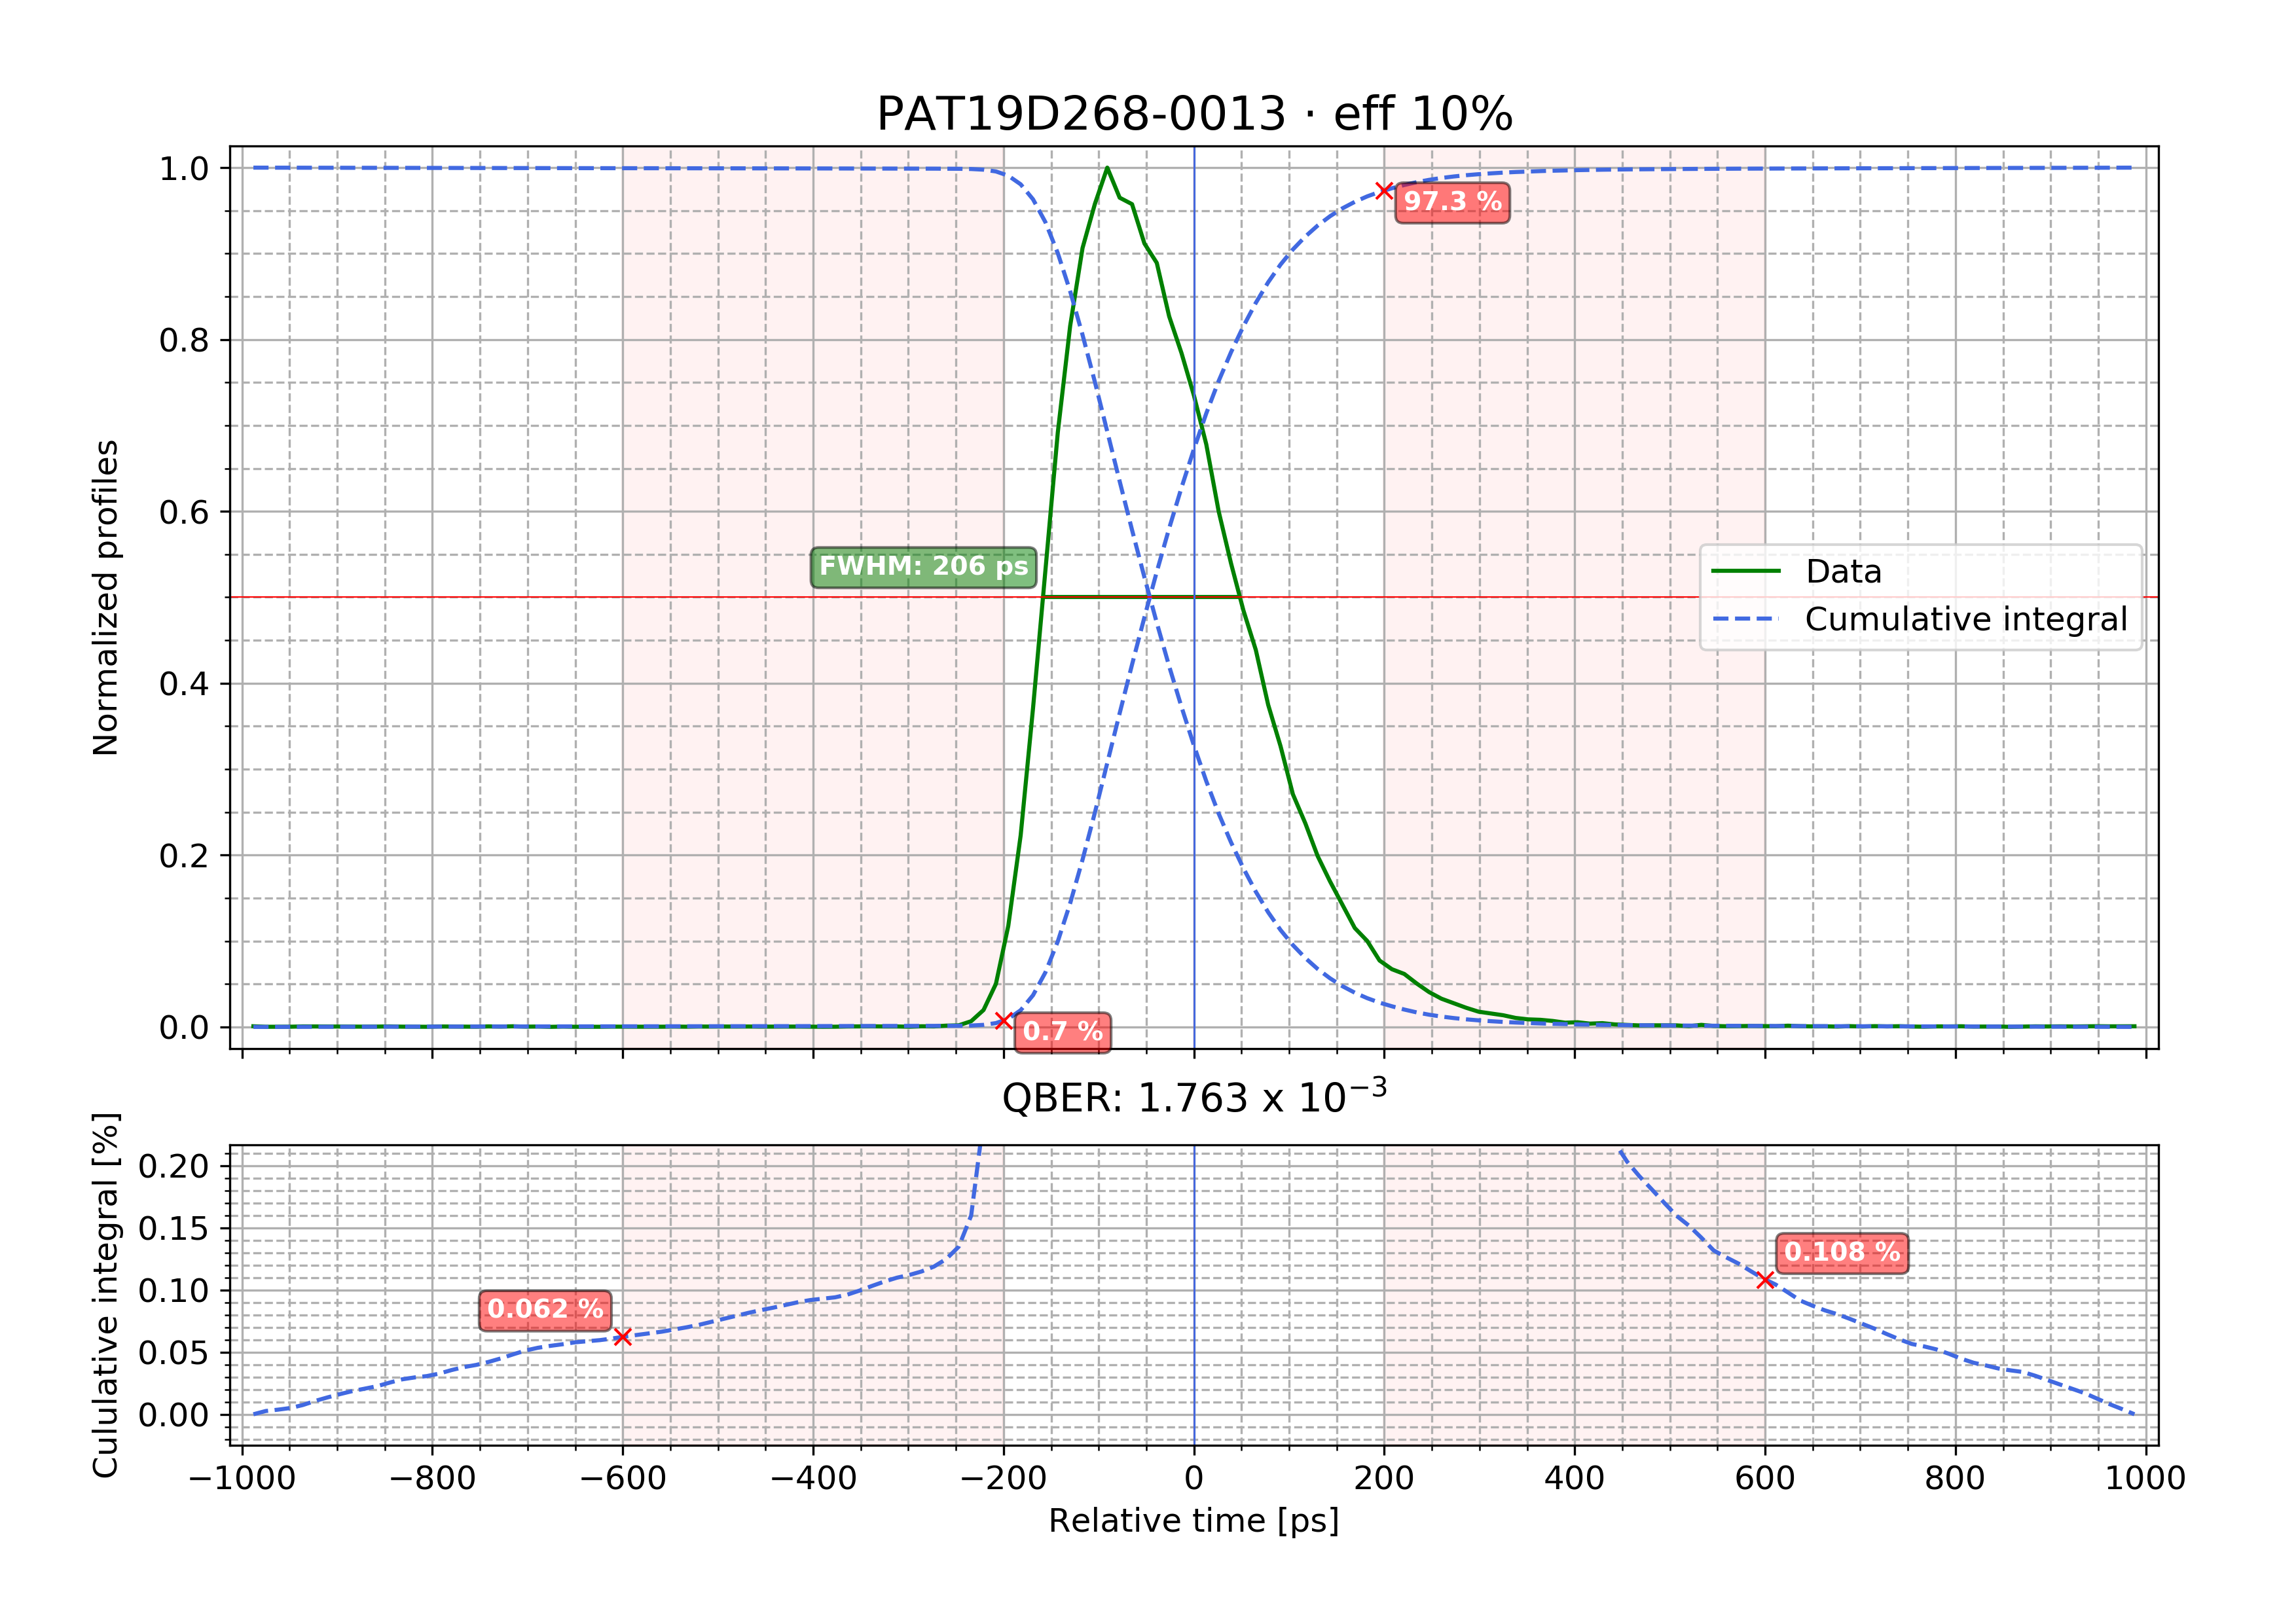 PAT19D268-0013 · eff 10%
Normalized profiles
1.0
0.8
0.6
0.4
0.2
0.0
97.3 %
FWHM: 206 ps
Data
Cumulative integral
0.7 %
QBER: 1.763 x 10⁻³
Culul­ative integral [%]
0.20
0.15
0.10
0.05
0.00
0.062 %
0.108 %
−1000 −800 −600 −400 −200 0 200 400 600 800 1000
Relative time [ps]